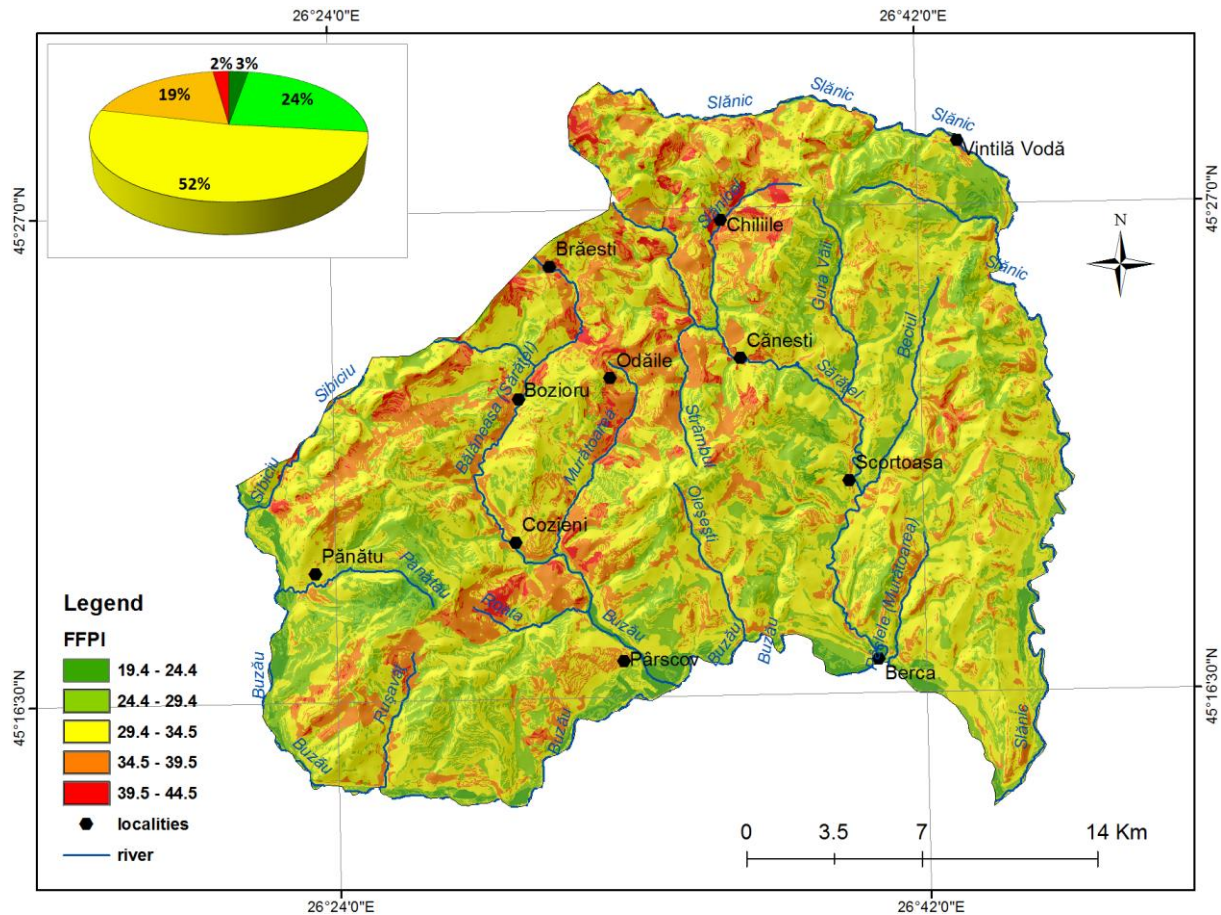 26°24'0"E
26°42'0"E
2%
3%
19%
24%
52%
Slănic
Slănic
Slănic
Vintilă Vodă
45°27'0"N
45°27'0"N
Chiliile
N
Brăesti
Gura Văii
Slănic
Beciul
Cănesti
Sărățel
Odăile
Sibiciu
Bozioru
Bălăneasa (Sărățel)
Murătoarea
Strâmbul
Scortoasa
Sibiciu
Oleșești
Cozieni
Pănătu
Pănătău
(Murătoarea)
Legend
FFPI
19.4 - 24.4
24.4 - 29.4
29.4 - 34.5
34.5 - 39.5
39.5 - 44.5
localities
river
Buzău
Buzău
Buzău
Buzău
Pârscov
Berca
Rușavăț
45°16'30"N
45°16'30"N
Buzău
Buzău
Slănic
0
3.5
7
14 Km
26°24'0"E
26°42'0"E